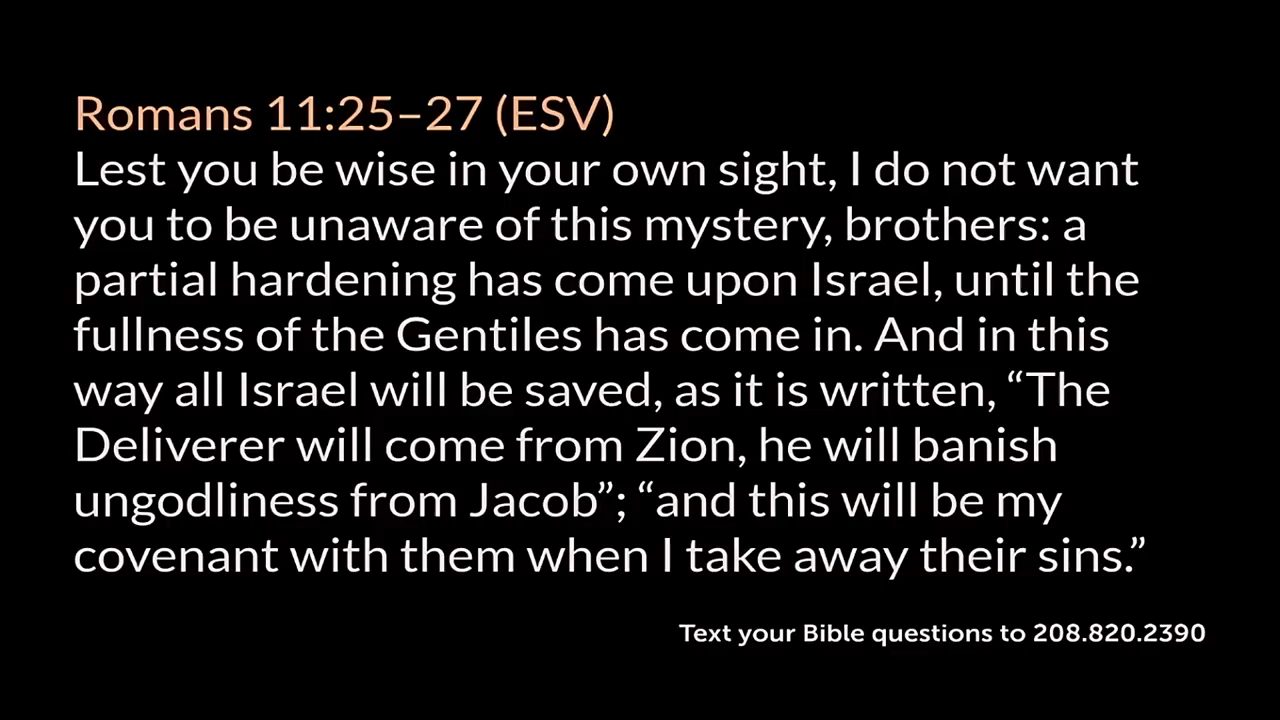 Romans 11:25–27 (ESV)
Lest you be wise in your own sight, I do not want
you to be unaware of this mystery, brothers: a
partial hardening has come upon Israel, until the
fullness of the Gentiles has come in. And in this
way all Israel will be saved, as it is written, “The
Deliverer will come from Zion, he will banish
ungodliness from Jacob”; “and this will be my
covenant with them when I take away their sins.”
Text your Bible questions to 208.820.2390